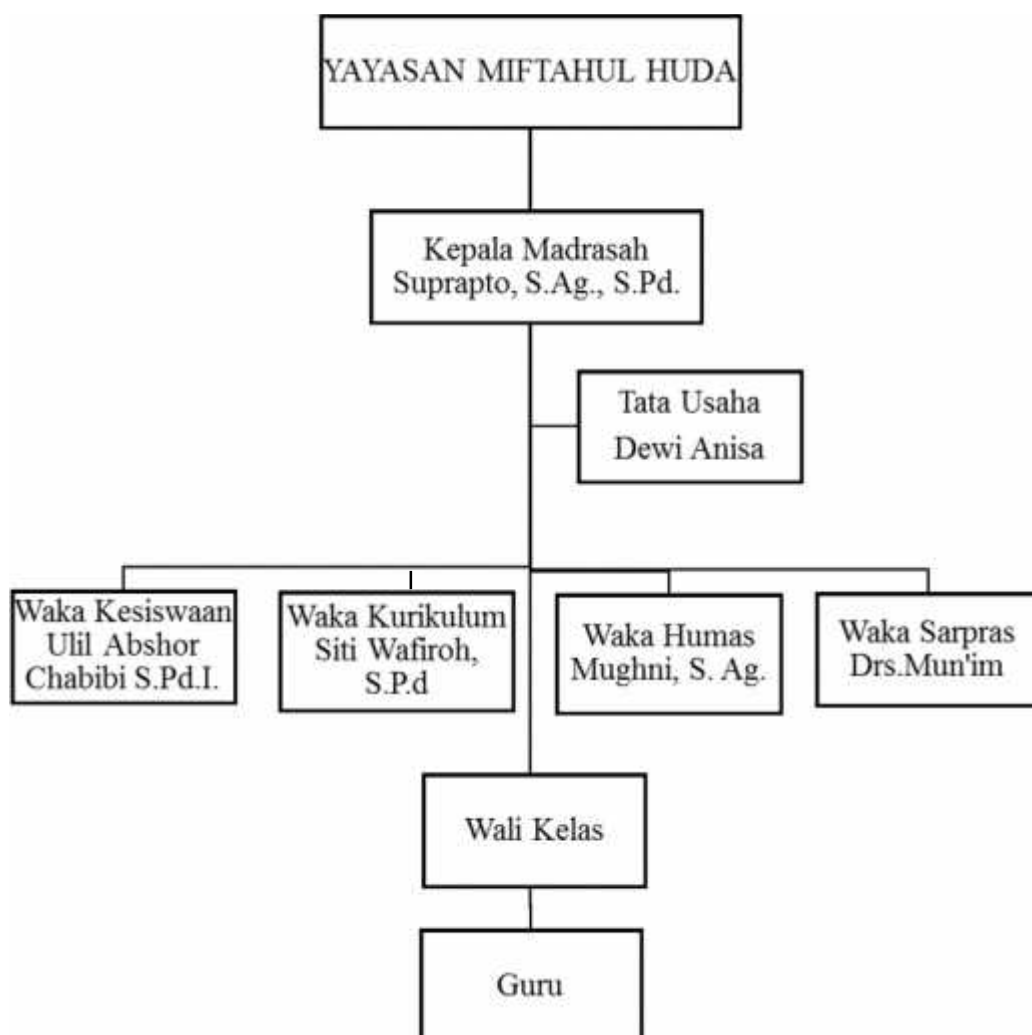 YAYASAN MIFTAHUL HUDA
Kepala Madrasah
Suprapto, S.Ag., S.Pd.
Tata Usaha
Dewi Anisa
Waka Kesiswaan
Ulil Abshor
Chabibi S.Pd.I.
Waka Kurikulum
Siti Wafiroh,
S.P.d
Waka Humas
Mughni, S. Ag.
Waka Sarpras
Drs.Mun'im
Wali Kelas
Guru